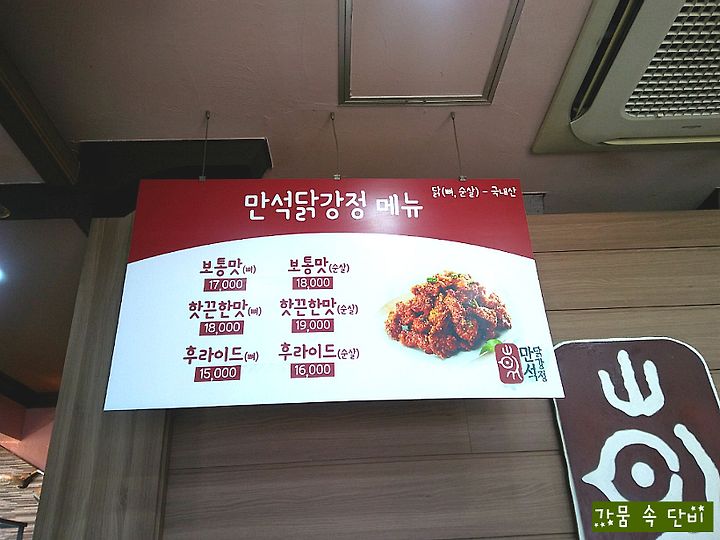 만석닭강정 메뉴
닭(뼈, 순살) - 국내산
보통맛(뼈) 보통맛(순살)
17,000 18,000
핫끈한맛(뼈) 핫끈한맛(순살)
18,000 19,000
후라이드(뼈) 후라이드(순살)
15,000 16,000
만석
닭강정
가뭄 속 단비